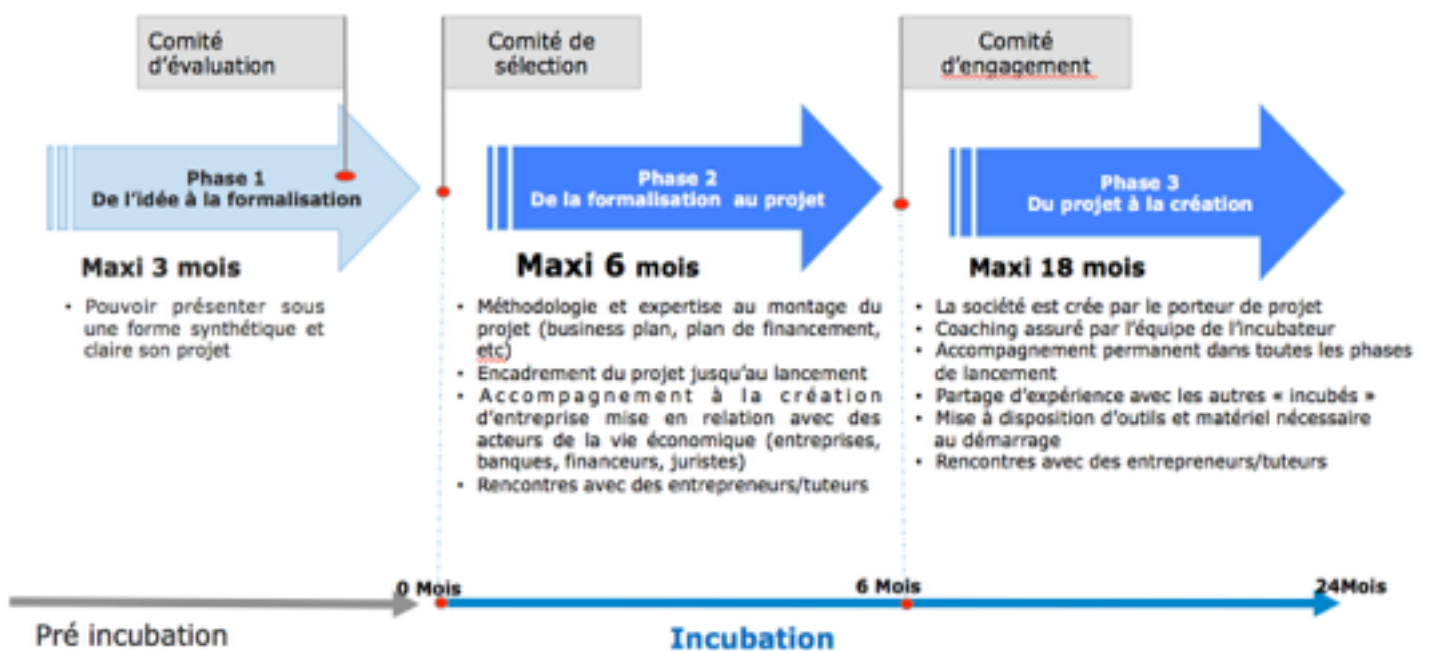 Comité
d'évaluation
Comité de
sélection
Comité
d'engagement
Phase 1
De l'idée à la formalisation
Phase 2
De la formalisation au projet
Phase 3
Du projet à la création
Maxi 3 mois
• Pouvoir présenter sous
une forme synthétique et
claire son projet
Maxi 6 mois
• Méthodologie et expertise au montage du
projet (business plan, plan de financement,
etc)
• Encadrement du projet jusqu'au lancement
• Accompagnement à la création
d'entreprise mise en relation avec des
acteurs de la vie économique (entreprises,
banques, financeurs, juristes)
• Rencontres avec des entrepreneurs/tuteurs
Maxi 18 mois
• La société est crée par le porteur de projet
• Coaching assuré par l'équipe de l'incubateur
• Accompagnement permanent dans toutes les phases
de lancement
• Partage d'expérience avec les autres « incubés »
• Mise à disposition d'outils et matériel nécessaire
au démarrage
• Rencontres avec des entrepreneurs/tuteurs
0 Mois
6 Mois
24Mois
Pré incubation
Incubation